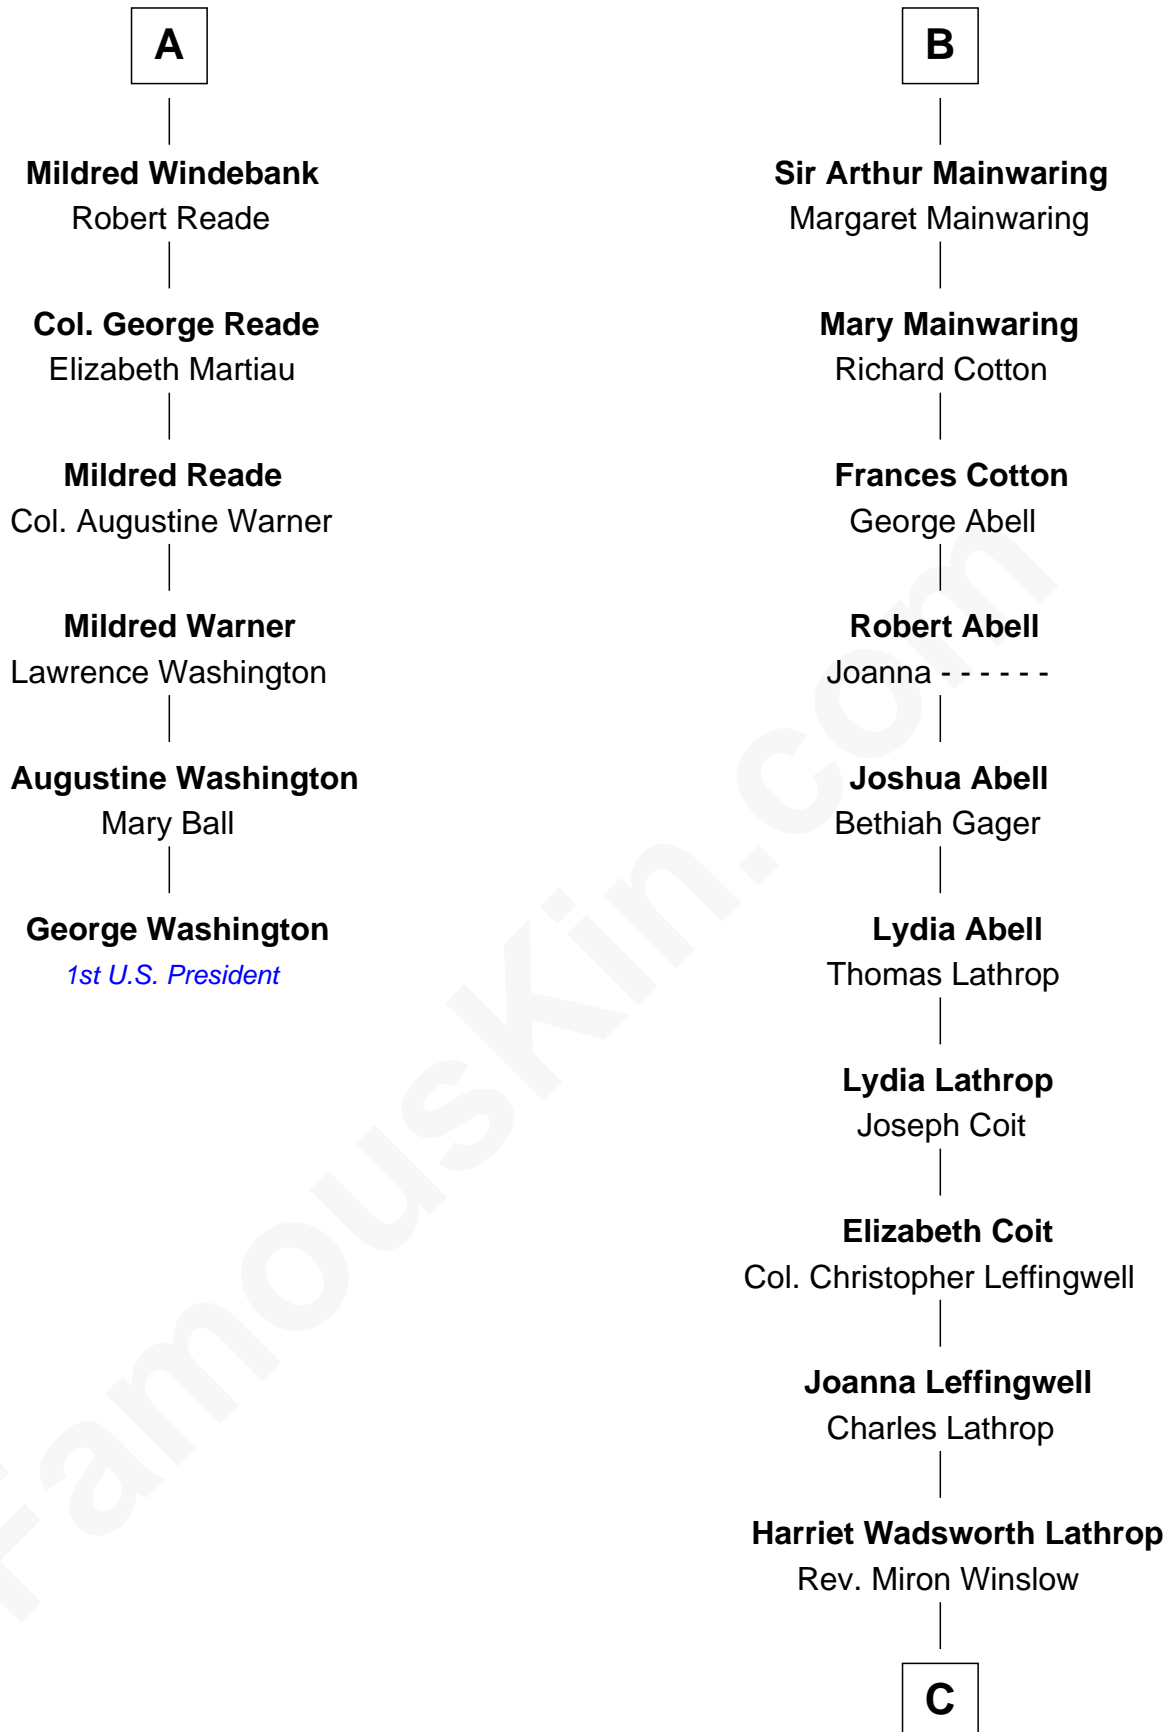 A
Mildred Windebank
Robert Reade
Col. George Reade
Elizabeth Martiau
Mildred Reade
Col. Augustine Warner
Mildred Warner
Lawrence Washington
Augustine Washington
Mary Ball
George Washington
1st U.S. President
B
Sir Arthur Mainwaring
Margaret Mainwaring
Mary Mainwaring
Richard Cotton
Frances Cotton
George Abell
Robert Abell
Joanna - - - - - -
Joshua Abell
Bethiah Gager
Lydia Abell
Thomas Lathrop
Lydia Lathrop
Joseph Coit
Elizabeth Coit
Col. Christopher Leffingwell
Joanna Leffingwell
Charles Lathrop
Harriet Wadsworth Lathrop
Rev. Miron Winslow
C
FamousKin.com